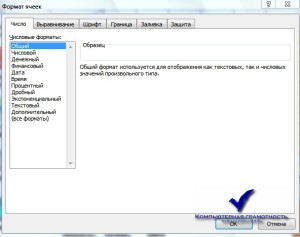 Формат ячеек
Число
Выравнивание
Шрифт
Граница
Заливка
Защита
Числовые форматы:
Общий
Числовой
Денежный
Финансовый
Дата
Время
Процентный
Дробный
Экспоненциальный
Текстовый
Дополнительный
(все форматы)
Образец
Общий формат используется для отображения как текстовых, так и числовых
значений произвольного типа.
Компьютерная грамотность
ОК
Отмена